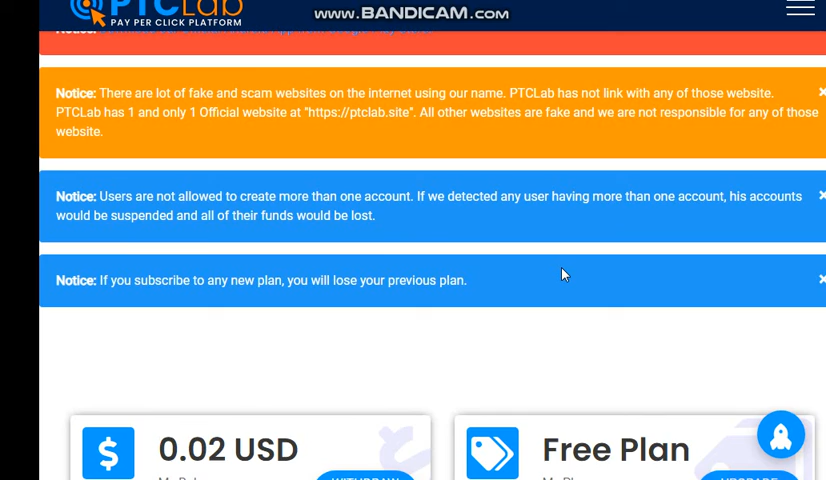 PTCLab
PAY PER CLICK PLATFORM
www.BANDICAM.com
Notice:
Notice: There are lot of fake and scam websites on the internet using our name. PTCLab has not link with any of those website.
PTCLab has 1 and only 1 Official website at "https://ptclab.site". All other websites are fake and we are not responsible for any of those
website.
Notice: Users are not allowed to create more than one account. If we detected any user having more than one account, his accounts
would be suspended and all of their funds would be lost.
Notice: If you subscribe to any new plan, you will lose your previous plan.
0.02 USD
Free Plan
WITHDRAW
UPGRADE